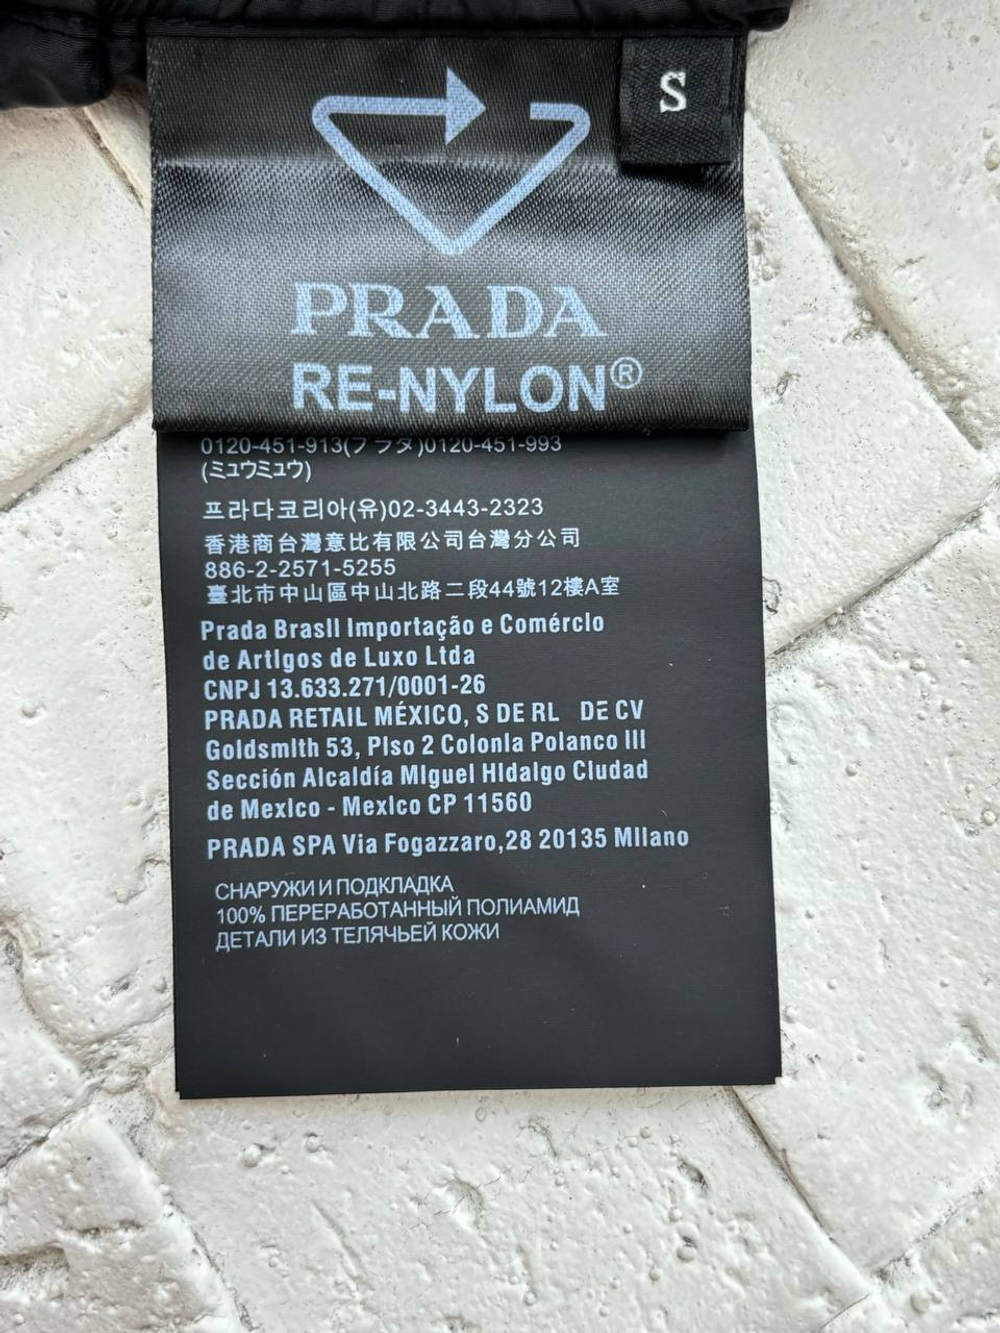 S
PRADA
RE-NYLON®
0120-451-913(プラダ)0120-451-993
(ミュウミュウ)
프라다코리아(유)02-3443-2323
香港商台灣意比有限公司台灣分公司
886-2-2571-5255
臺北市中山區中山北路二段44號12樓A室
Prada BrasIl Importação e ComércIo
de ArtIgos de Luxo Ltda
CNPJ 13.633.271/0001-26
PRADA RETAIL MÉXICO, S DE RL DE CV
GoldsmIth 53, PIso 2 ColonIa Polanco III
Sección Alcaldía MIguel HIdalgo CIudad
de MexIco - MexIco CP 11560
PRADA SPA Via Fogazzaro,28 20135 MIlano
СНАРУЖИ И ПОДКЛАДКА
100% ПЕРЕРАБОТАННЫЙ ПОЛИАМИД
ДЕТАЛИ ИЗ ТЕЛЯЧЬЕЙ КОЖИ